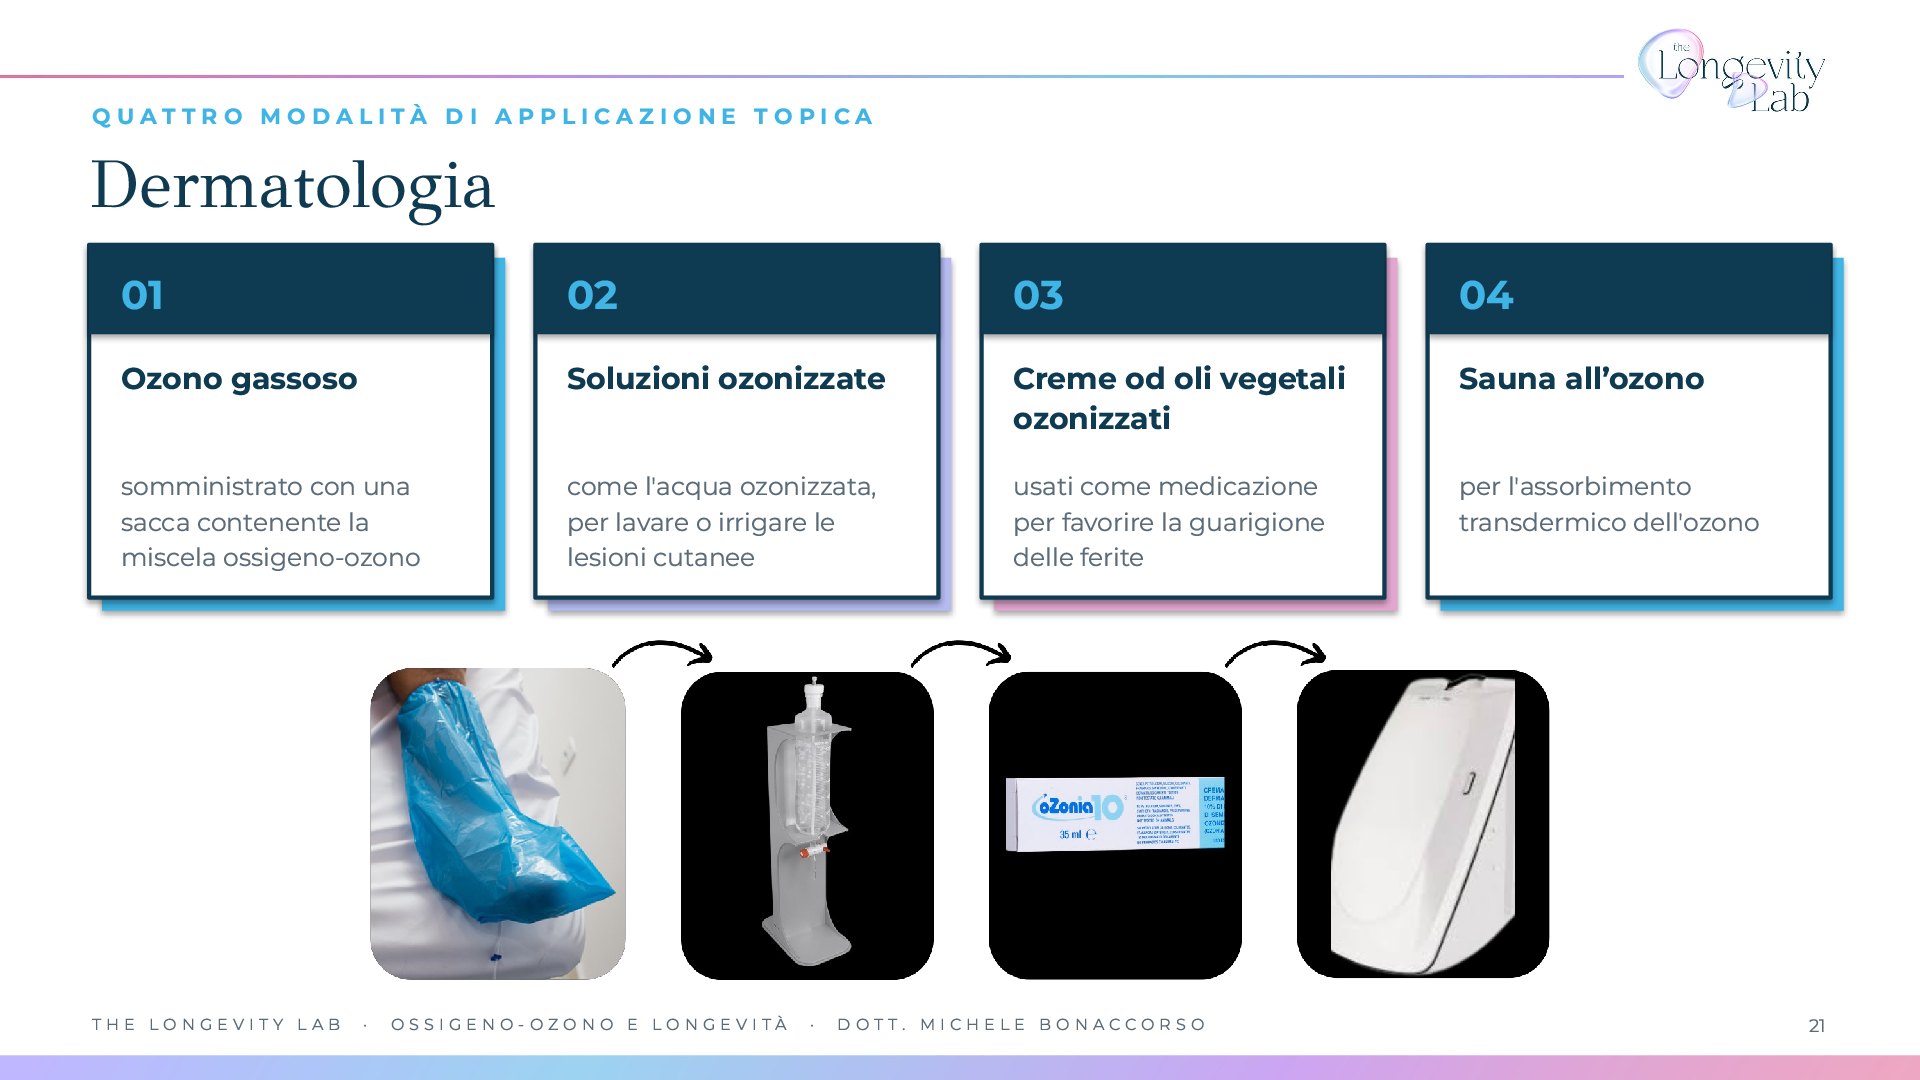 the
Longevity
Lab
QUATTRO MODALITÀ DI APPLICAZIONE TOPICA
Dermatologia
01
Ozono gassoso
somministrato con una
sacca contenente la
miscela ossigeno-ozono
02
Soluzioni ozonizzate
come l'acqua ozonizzata,
per lavare o irrigare le
lesioni cutanee
03
Creme od oli vegetali
ozonizzati
usati come medicazione
per favorire la guarigione
delle ferite
04
Sauna all’ozono
per l'assorbimento
transdermico dell'ozono
oZonia10
35 ml
THE LONGEVITY LAB · OSSIGENO-OZONO E LONGEVITÀ · DOTT. MICHELE BONACCORSO
21